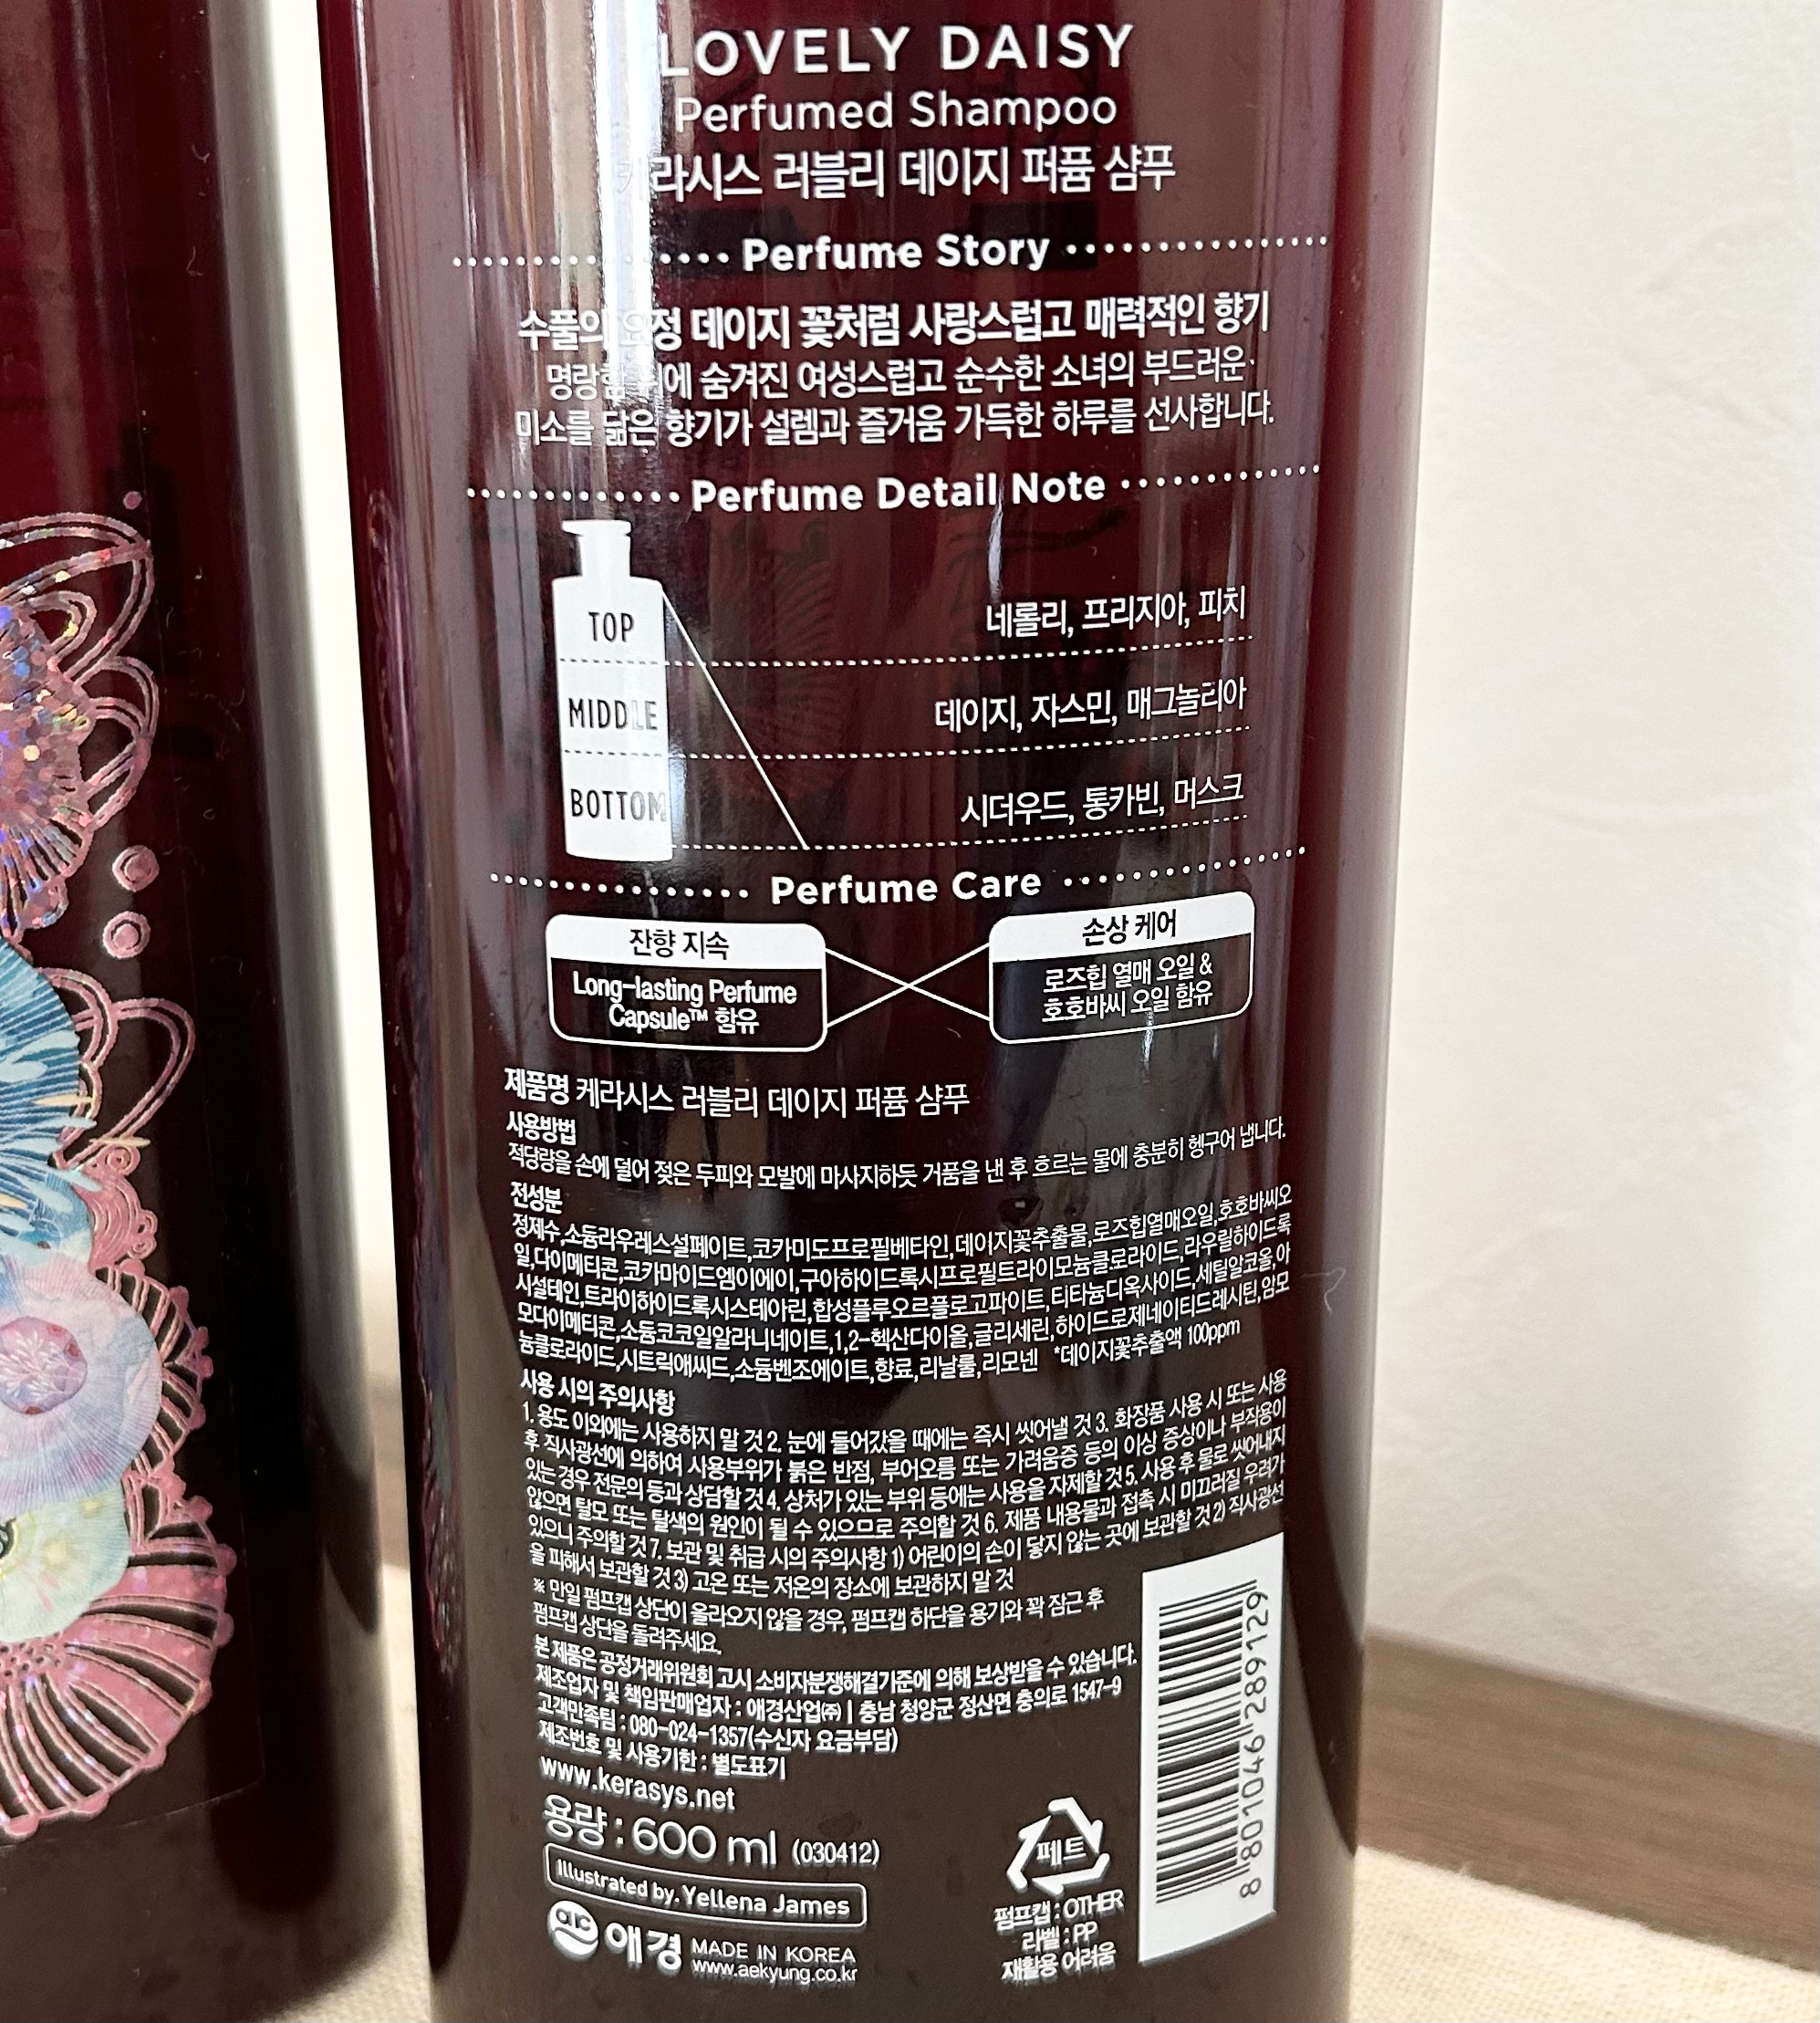 LOVELY DAISY
Perfumed Shampoo
케라시스 러블리 데이지 퍼퓸 샴푸
Perfume Story
수풀의 요정 데이지 꽃처럼 사랑스럽고 매력적인 향기
명랑함 뒤에 숨겨진 여성스럽고 순수한 소녀의 부드러운
미소를 닮은 향기가 설렘과 즐거움 가득한 하루를 선사합니다.
Perfume Detail Note
TOP 네롤리, 프리지아, 피치
MIDDLE 데이지, 쟈스민, 매그놀리아
BOTTOM 시더우드, 통카빈, 머스크
Perfume Care
잔향 지속
Long-lasting Perfume
Capsule™ 함유
손상 케어
로즈힙 열매 오일 &
호호바씨 오일 함유
제품명 케라시스 러블리 데이지 퍼퓸 샴푸
사용방법
적당량을 손에 덜어 젖은 두피와 모발에 마사지하듯 거품을 낸 후 흐르는 물에 충분히 헹구어 냅니다.
전성분
정제수,소듐라우레스설페이트,코카미도프로필베타인,데이지꽃추출물,로즈힙열매오일,호호바씨오
일,다이메티콘,코카마이드엠이에이,구아하이드록시프로필트라이모늄클로라이드,라우릴하이드록
시설테인,트라이하이드록시스테아린,합성플루오르플로고파이트,티타늄디옥사이드,세틸알코올,아
모다이메티콘,소듐코코일알라니네이트,1,2-헥산다이올,글리세린,하이드로제네이티드레시틴,암모
늄클로라이드,시트릭애씨드,소듐벤조에이트,향료,리날룰,리모넨 *데이지꽃추출액 100ppm
사용 시의 주의사항
1. 용도 이외에는 사용하지 말 것 2. 눈에 들어갔을 때에는 즉시 씻어낼 것 3. 화장품 사용 시 또는 사용
후 직사광선에 의하여 사용부위가 붉은 반점, 부어오름 또는 가려움증 등의 이상 증상이나 부작용이
있는 경우 전문의 등과 상담할 것 4. 상처가 있는 부위 등에는 사용을 자제할 것 5. 사용 후 물로 씻어내지
않으면 탈모 또는 탈색의 원인이 될 수 있으므로 주의할 것 6. 제품 내용물과 접촉 시 미끄러질 우려가
있으니 주의할 것 7. 보관 및 취급 시의 주의사항 1) 어린이의 손이 닿지 않는 곳에 보관할 것 2) 직사광선
을 피해서 보관할 것 3) 고온 또는 저온의 장소에 보관하지 말 것
※ 만일 펌프캡 상단이 올라오지 않을 경우, 펌프캡 하단을 용기와 꽉 잠근 후
펌프캡 상단을 돌려주세요.
본 제품은 공정거래위원회 고시 소비자분쟁해결기준에 의해 보상받을 수 있습니다.
제조업자 및 책임판매업자 : 애경산업㈜ | 충남 청양군 정산면 충의로 1547-9
고객만족팀 : 080-024-1357(수신자 요금부담)
제조번호 및 사용기한 : 별도표기
www.kerasys.net
용량 : 600 ml (030412)
Illustrated by. Yellena James
애경 MADE IN KOREA
www.aekyung.co.kr
페트
펌프캡 : OTHER
라벨 : PP
재활용 어려움
8 801046 289129